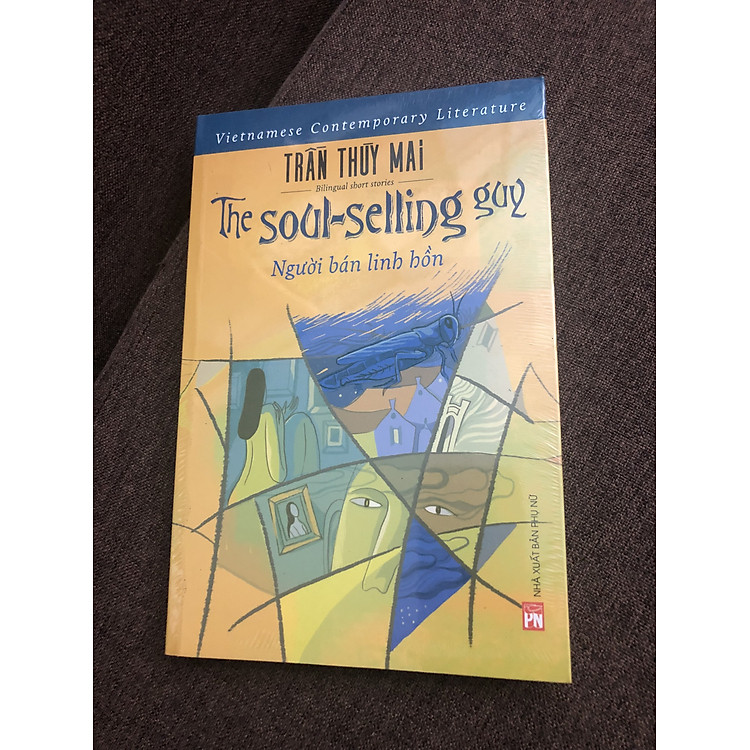 Vietnamese Contemporary Literature
TRẦN THÙY MAI
Bilingual short stories
The soul-selling guy
Người bán linh hồn
NHÀ XUẤT BẢN PHỤ NỮ
PN